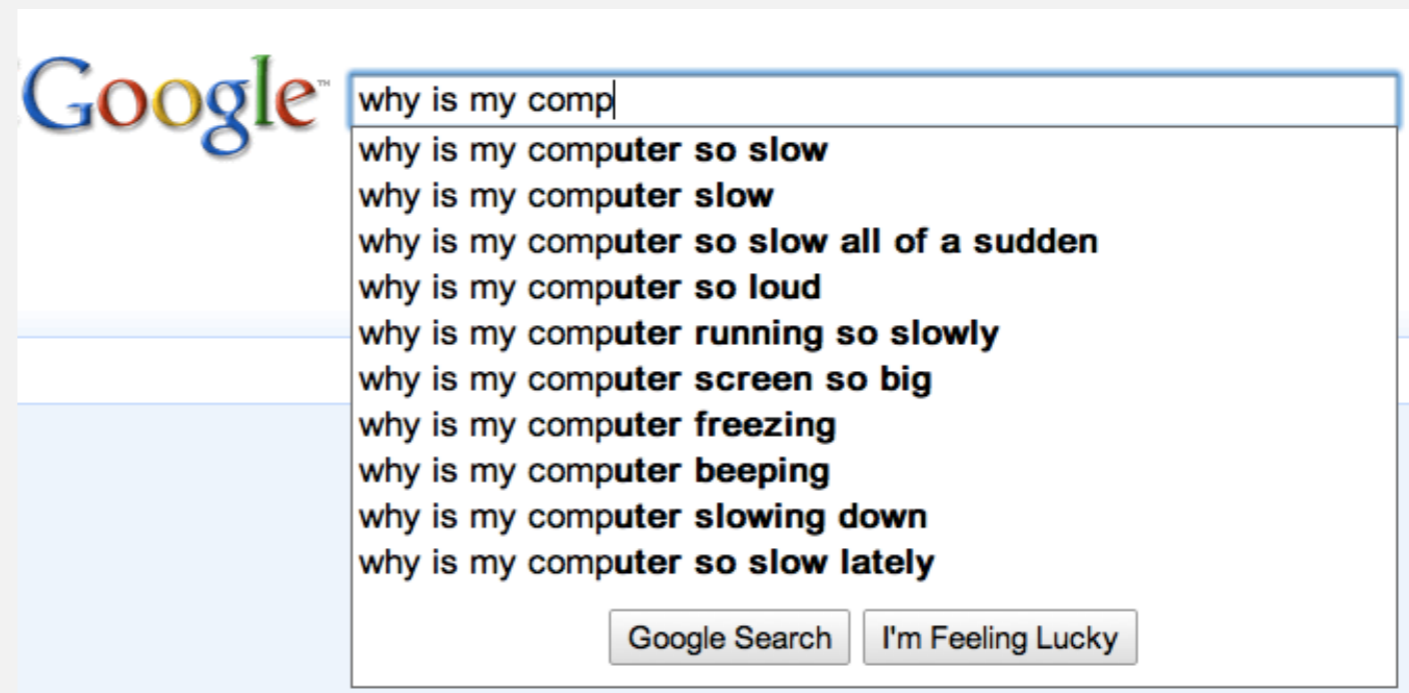 Google™
why is my comp
why is my computer so slow
why is my computer slow
why is my computer so slow all of a sudden
why is my computer so loud
why is my computer running so slowly
why is my computer screen so big
why is my computer freezing
why is my computer beeping
why is my computer slowing down
why is my computer so slow lately
Google Search I'm Feeling Lucky